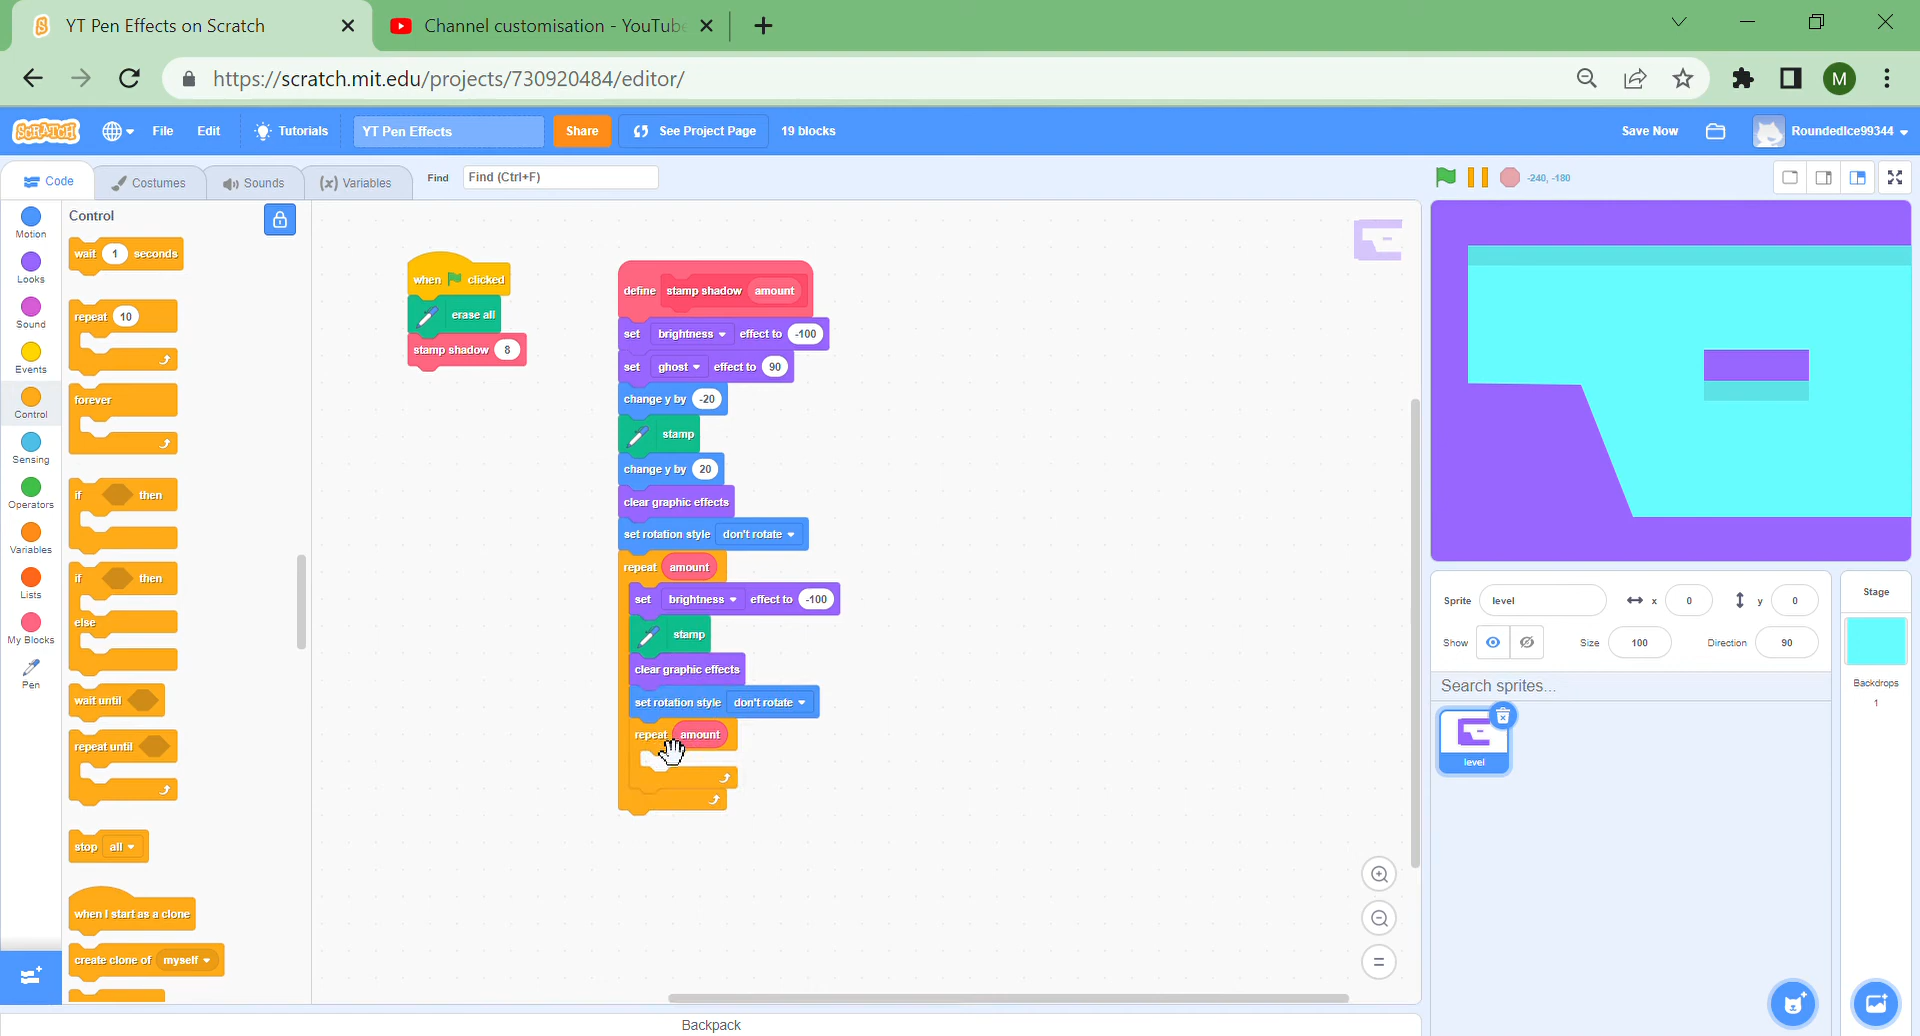 YT Pen Effects on Scratch
Channel customisation - YouTube
https://scratch.mit.edu/projects/730920484/editor/
M
SCRATCH
File
Edit
Tutorials
YT Pen Effects
Share
See Project Page
19 blocks
Save Now
RoundedIce99344
Code
Costumes
Sounds
(x) Variables
Find
Find (Ctrl+F)
-240, -180
Motion
Looks
Sound
Events
Control
Sensing
Operators
Variables
Lists
My Blocks
Pen
Control
wait 1 seconds
repeat 10
forever
if then
if then
else
wait until
repeat until
stop all
when I start as a clone
create clone of myself
when clicked
erase all
stamp shadow 8
define stamp shadow amount
set brightness effect to -100
set ghost effect to 90
change y by -20
stamp
change y by 20
clear graphic effects
set rotation style don't rotate
repeat amount
set brightness effect to -100
stamp
clear graphic effects
set rotation style don't rotate
repeat amount
Backpack
Sprite level
x 0
y 0
Show
Size 100
Direction 90
Search sprites...
level
Stage
Backdrops
1